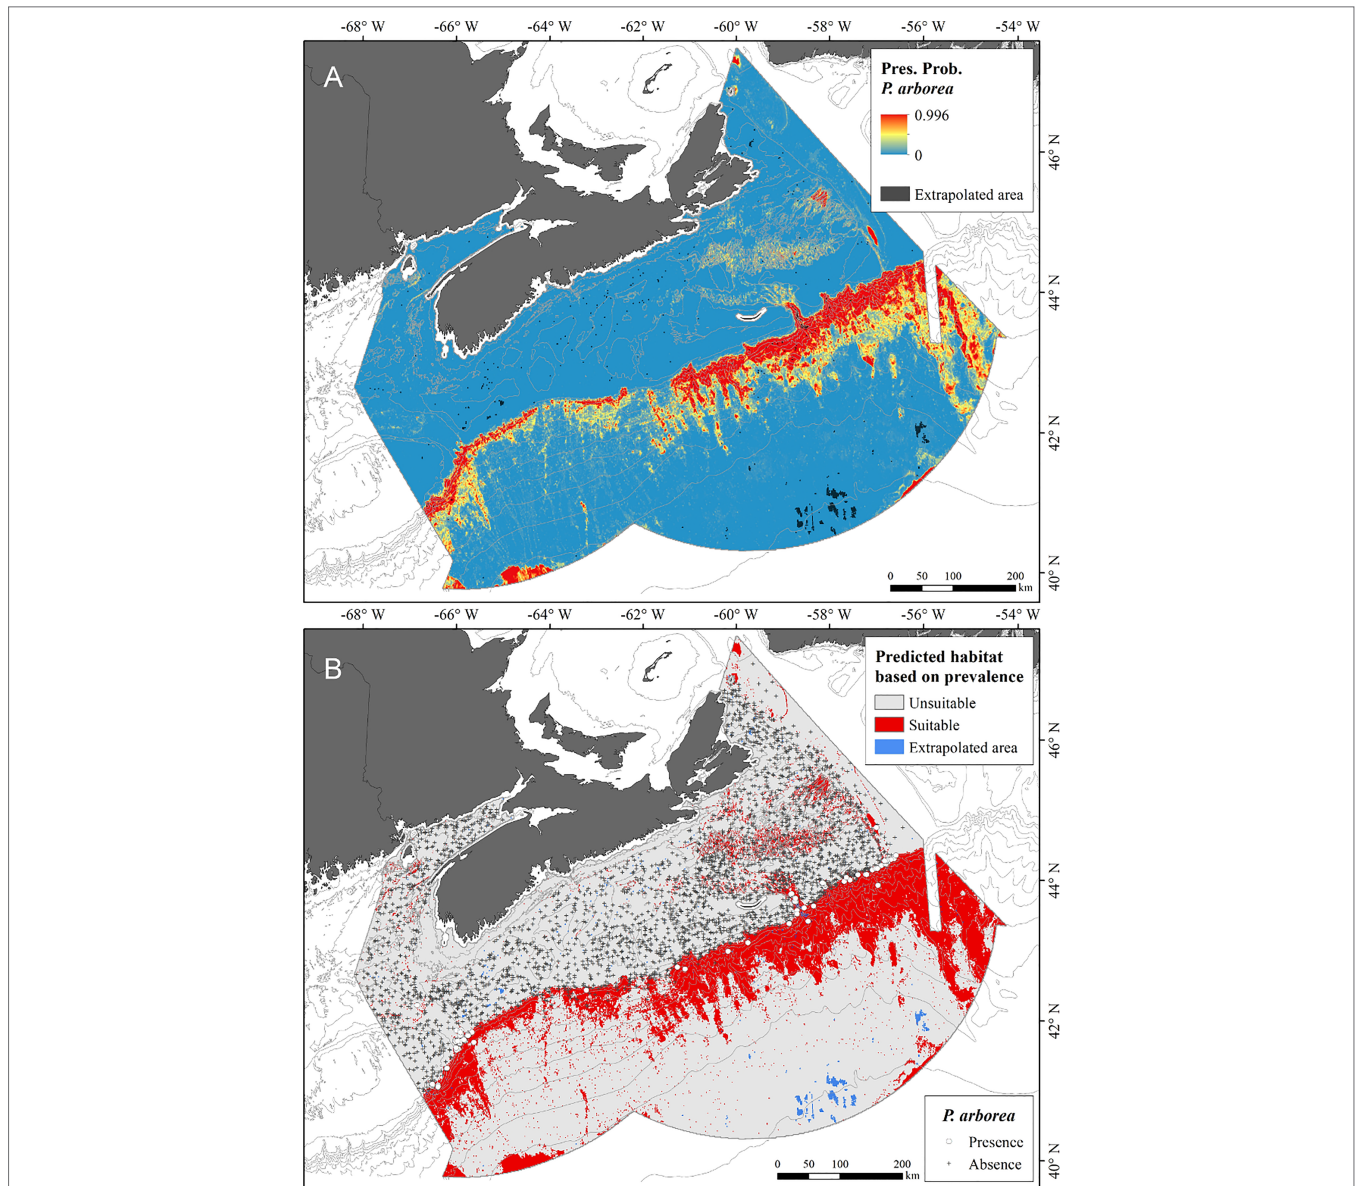 -68° W -66° W -64° W -62° W -60° W -58° W -56° W -54° W
A
Pres. Prob.
P. arborea
0.996
0
Extrapolated area
46° N
44° N
42° N
40° N
0 50 100 200
km
-68° W -66° W -64° W -62° W -60° W -58° W -56° W -54° W
B
Predicted habitat
based on prevalence
Unsuitable
Suitable
Extrapolated area
46° N
44° N
42° N
40° N
P. arborea
Presence
Absence
0 50 100 200
km